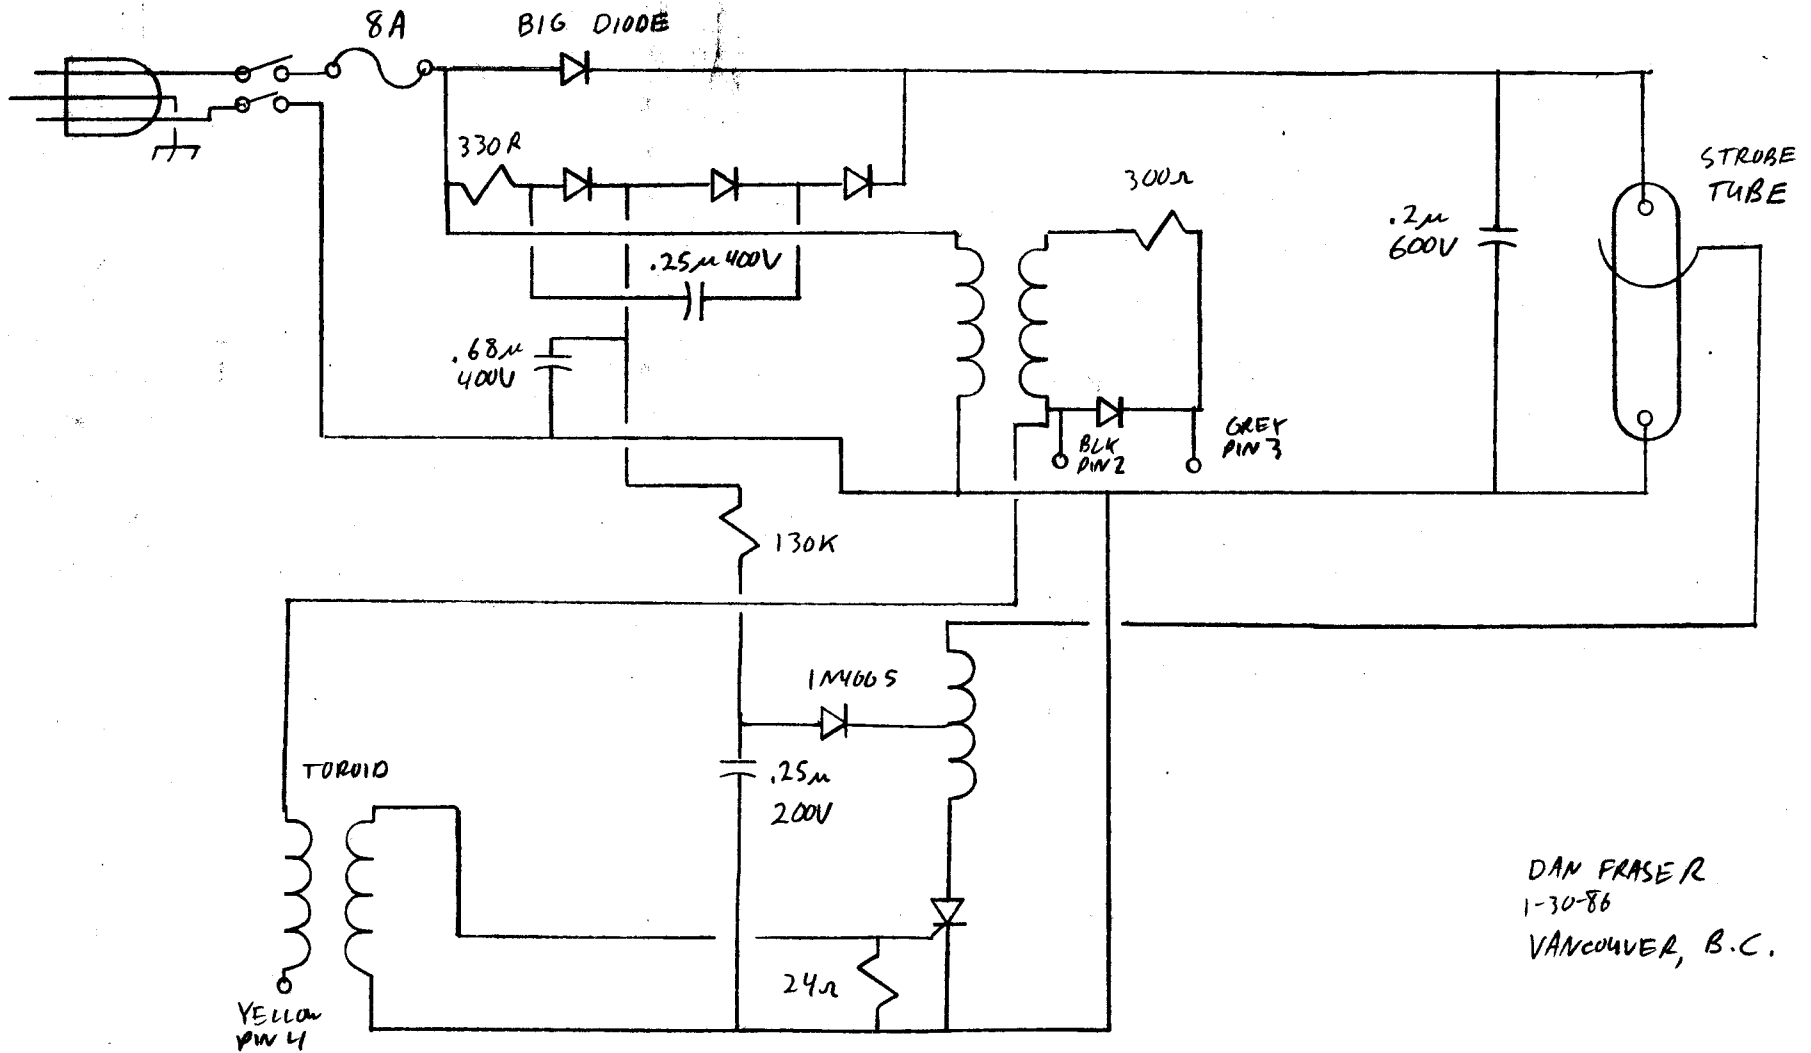 8A
BIG DIODE
330R
.25µ 400V
.68µ
400V
300Ω
BLK
PIN 2
GREY
PIN 3
.2µ
600V
STROBE
TUBE
130K
1N4005
.25µ
200V
TOROID
24Ω
YELLOW
PIN 4
DAN FRASER
1-30-86
VANCOUVER, B.C.